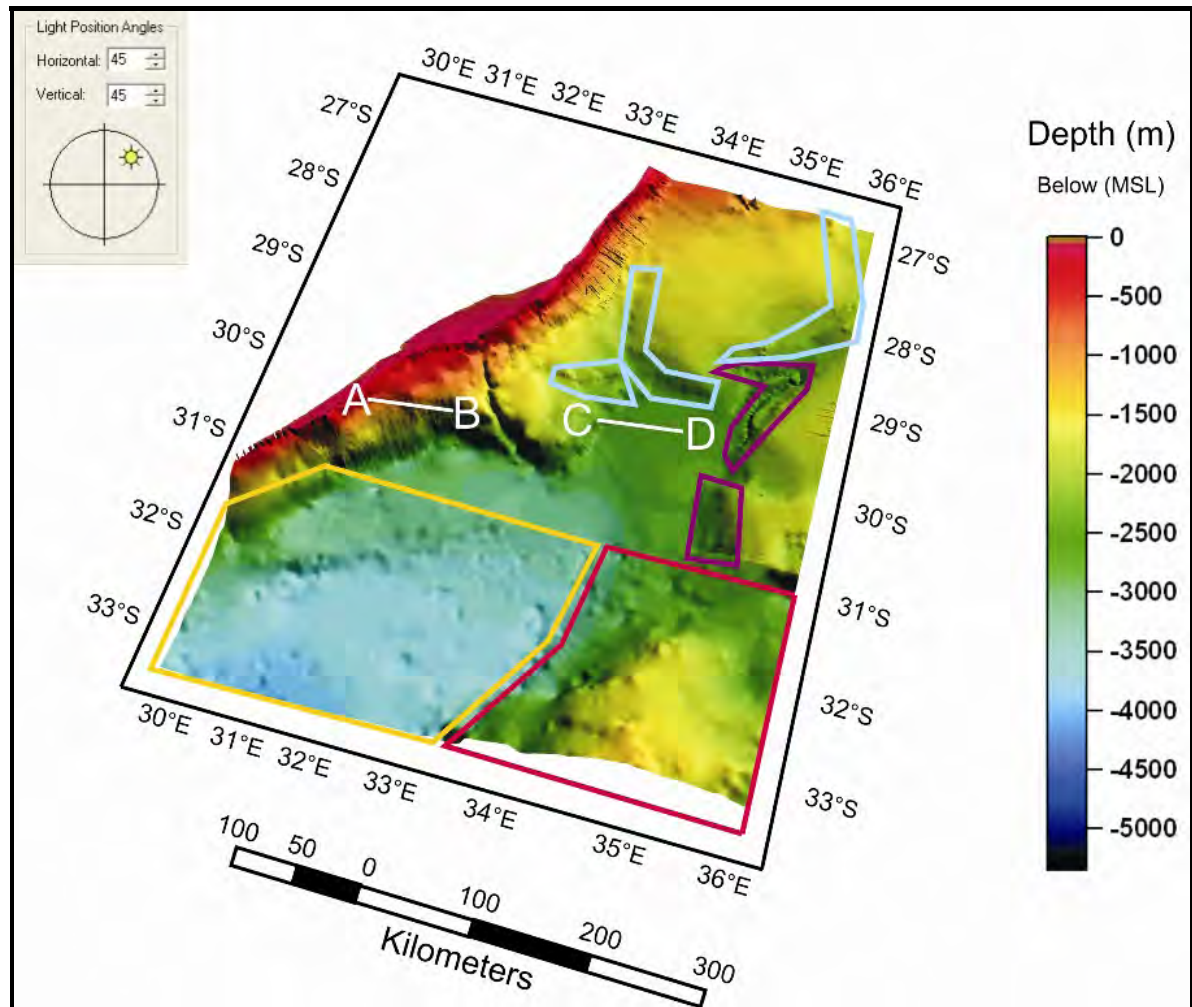 Light Position Angles
Horizontal: 45
Vertical: 45
30°E 31°E 32°E 33°E 34°E 35°E 36°E
27°S
28°S
29°S
30°S
31°S
32°S
33°S
27°S
28°S
29°S
30°S
31°S
32°S
33°S
A B
C D
30°E 31°E 32°E 33°E 34°E 35°E 36°E
100 50 0 100 200 300
Kilometers
Depth (m)
Below (MSL)
0
-500
-1000
-1500
-2000
-2500
-3000
-3500
-4000
-4500
-5000